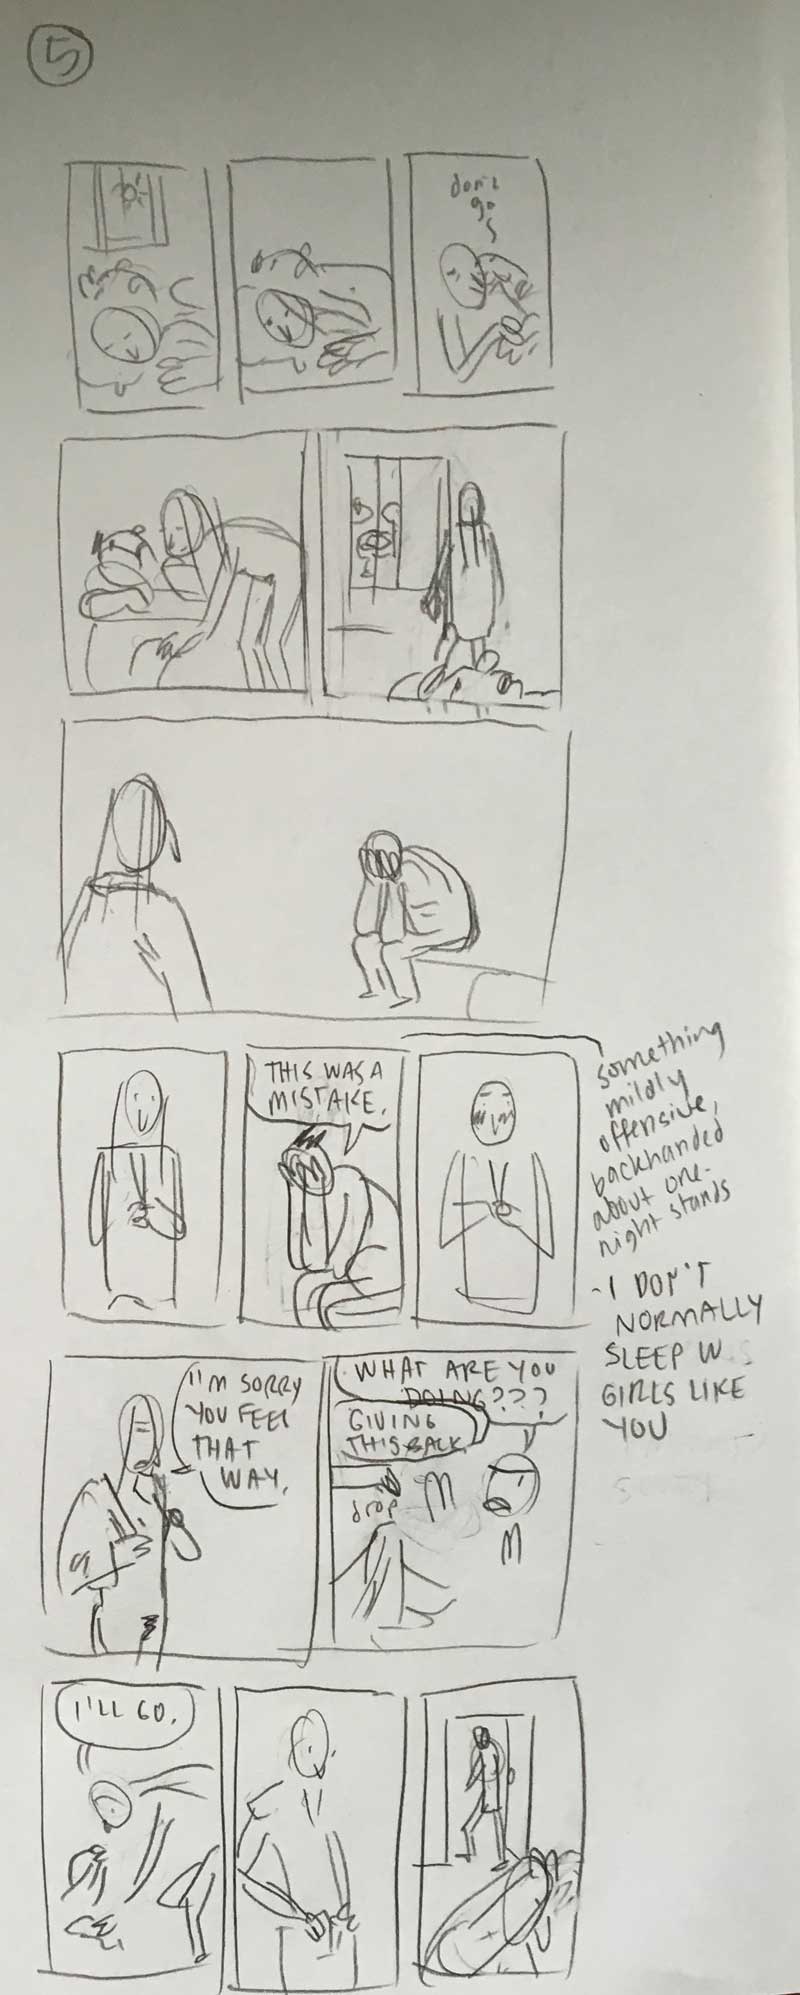 5
don't
go
THIS WAS A
MISTAKE.
something
mildly
offensive,
backhanded
about one-
night stands
- I DON'T
NORMALLY
SLEEP W
GIRLS LIKE
YOU
I'M SORRY
YOU FEEL
THAT
WAY.
WHAT ARE YOU
DOING???
GIVING
THIS BACK.
drop
I'LL GO.